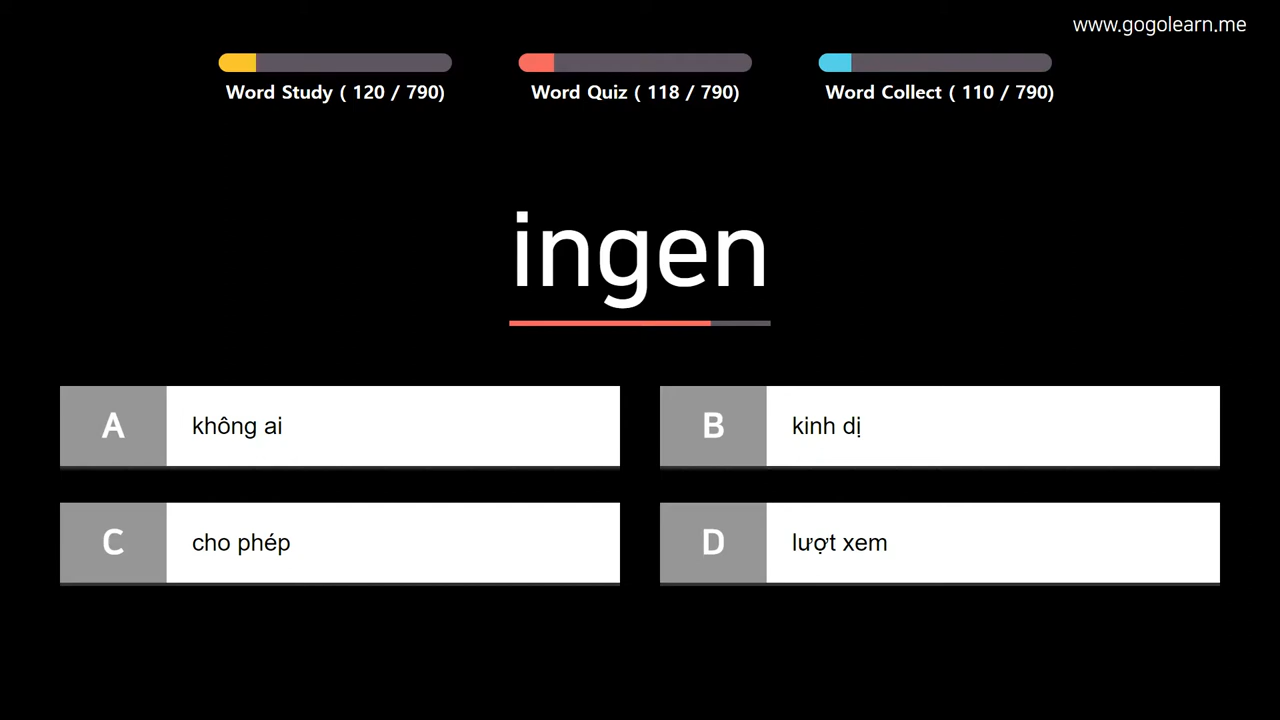 www.gogolearn.me
Word Study ( 120 / 790)
Word Quiz ( 118 / 790)
Word Collect ( 110 / 790)
ingen
A
không ai
B
kinh dị
C
cho phép
D
lượt xem